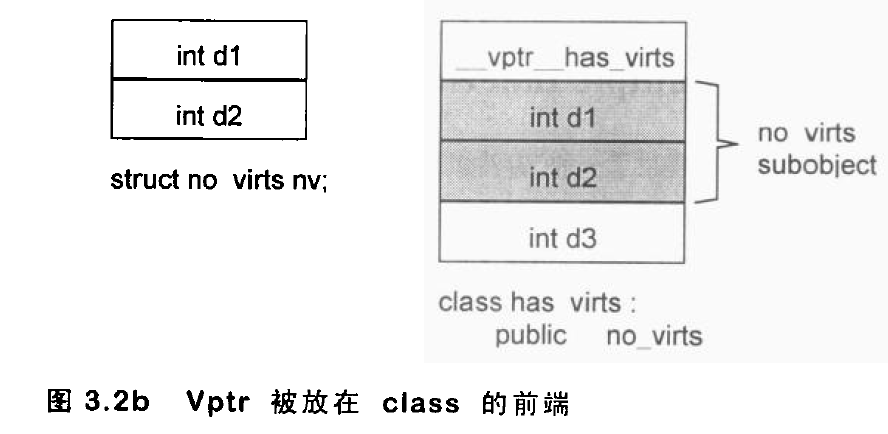 int d1
int d2
struct no virts nv;
__vptr__has_virts
int d1
int d2
int d3
no virts
subobject
class has virts :
public no_virts
图 3.2b Vptr 被放在 class 的前端